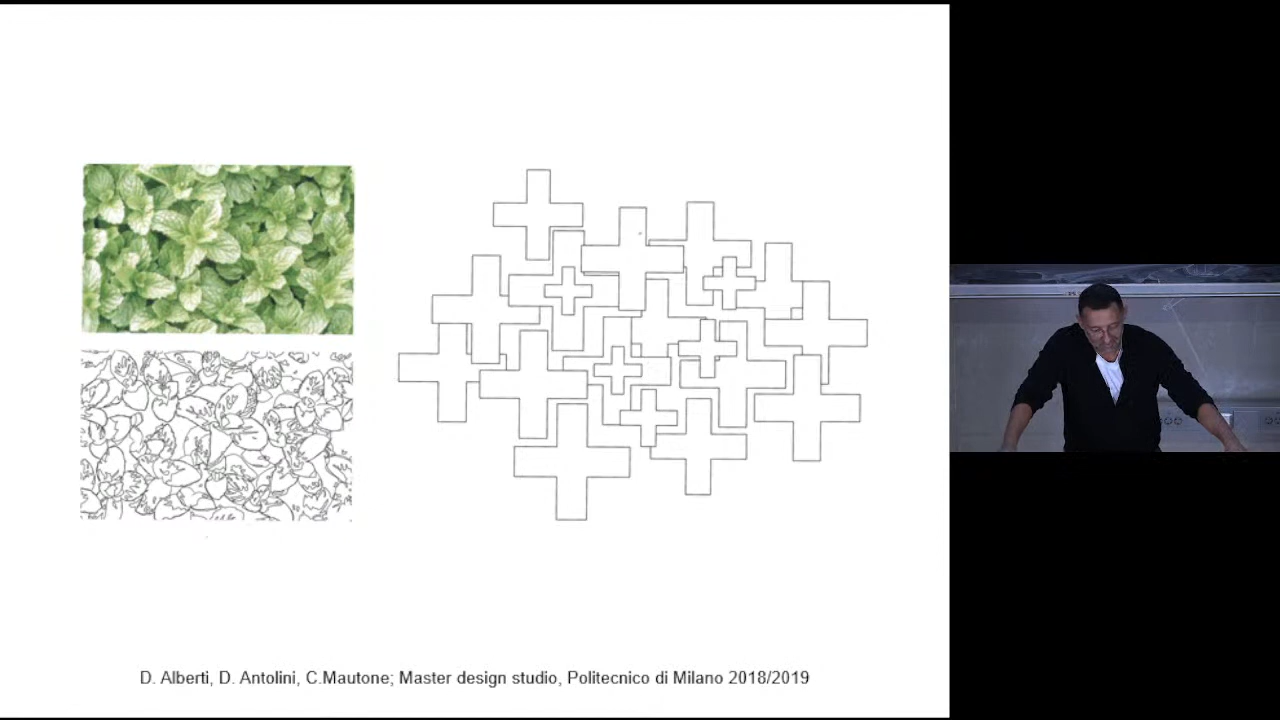 D. Alberti, D. Antolini, C.Mautone; Master design studio, Politecnico di Milano 2018/2019